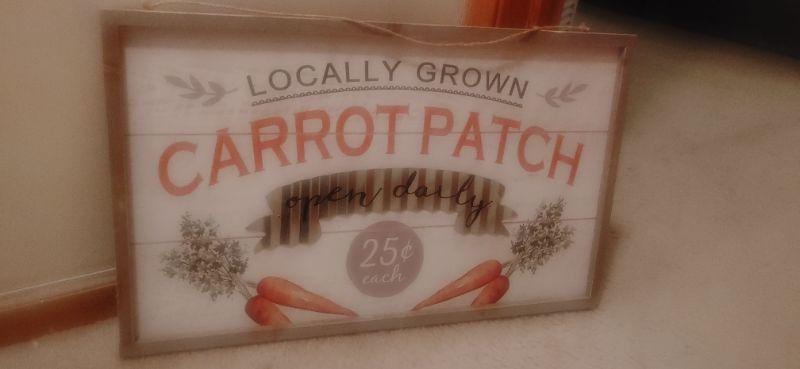 LOCALLY GROWN
CARROT PATCH
open daily
25¢
each